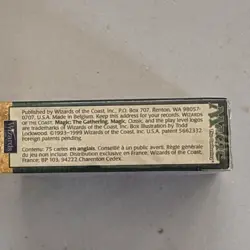 Published by Wizards of the Coast, Inc., P.O. Box 707, Renton, WA 98057-
0707, U.S.A. Made in Belgium. Keep this address for your records. WIZARDS
OF THE COAST, Magic: The Gathering, Magic, Classic, and the play level logos
are trademarks of Wizards of the Coast, Inc. Box illustration by Todd
Lockwood. ©1993–1999 Wizards of the Coast, Inc. U.S.A. patent 5662332
Foreign patents pending.
Contenu: 75 cartes en anglais. Conseillé à un public averti. Règle générale
du jeu non incluse. Distribution exclusive en France, Wizards of the Coast,
France, BP 103, 94222 Charenton Cedex.